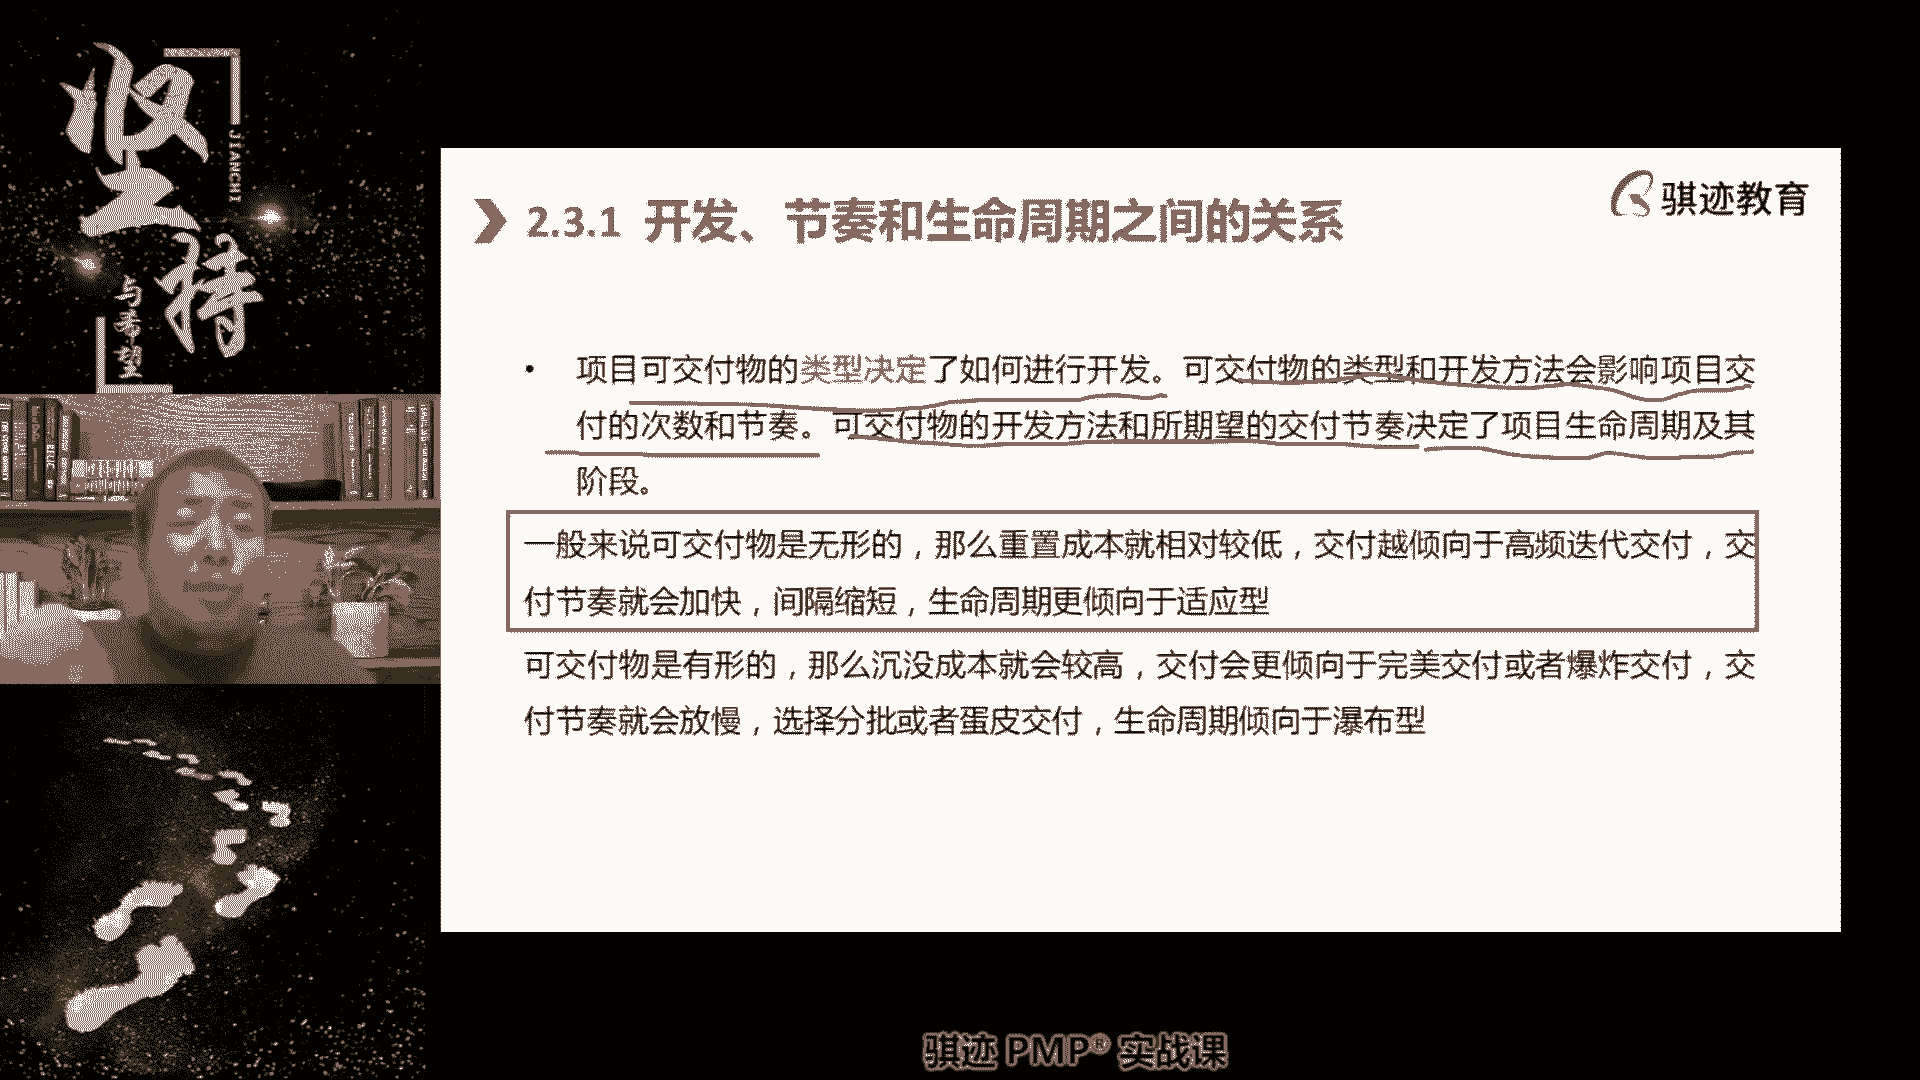 坚持
JIANCHI
与希望
骐迹教育
2.3.1 开发、节奏和生命周期之间的关系
• 项目可交付物的类型决定了如何进行开发。可交付物的类型和开发方法会影响项目交
付的次数和节奏。可交付物的开发方法和所期望的交付节奏决定了项目生命周期及其
阶段。
一般来说可交付物是无形的，那么重置成本就相对较低，交付越倾向于高频迭代交付，交
付节奏就会加快，间隔缩短，生命周期更倾向于适应型
可交付物是有形的，那么沉没成本就会较高，交付会更倾向于完美交付或者爆炸交付，交
付节奏就会放慢，选择分批或者蛋皮交付，生命周期倾向于瀑布型
骐迹 PMP® 实战课